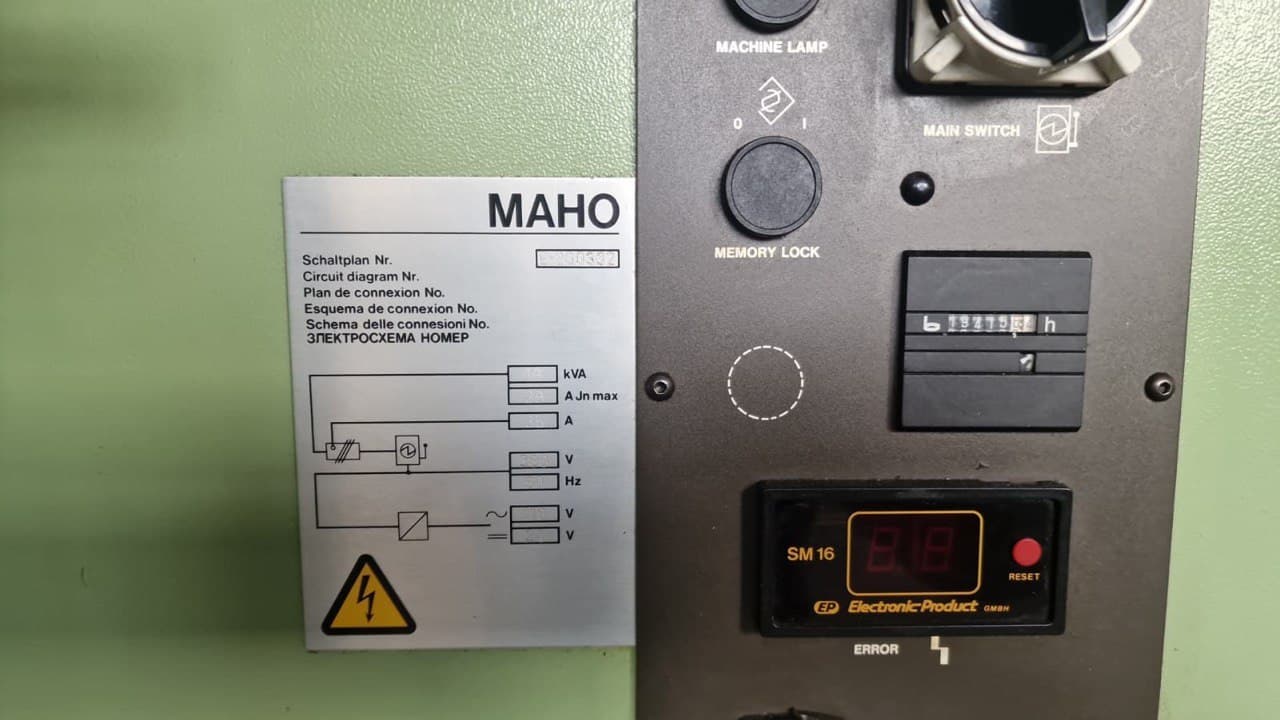 MAHO
Schaltplan Nr.
Circuit diagram Nr.
Plan de connexion No.
Esquema de connexion No.
Schema delle connesioni No.
ЗЛЕКТРОСХЕМА НОМЕР
kVA
A Jn max
A
V
Hz
V
V
MACHINE LAMP
0 I
MEMORY LOCK
MAIN SWITCH
h
SM 16
RESET
EP Electronic-Product GMBH
ERROR